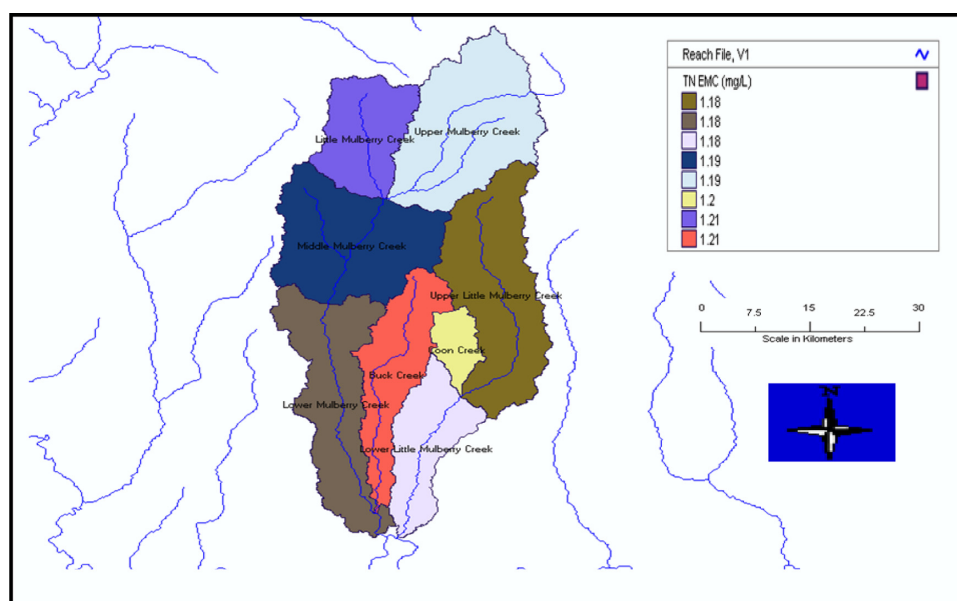 Reach File, V1
TN EMC (mg/L)
1.18
1.18
1.18
1.19
1.19
1.2
1.21
1.21
Upper Mulberry Creek
Little Mulberry Creek
Middle Mulberry Creek
Upper Little Mulberry Creek
Coon Creek
Buck Creek
Lower Mulberry Creek
Lower Little Mulberry Creek
0 7.5 15 22.5 30
Scale in Kilometers
N